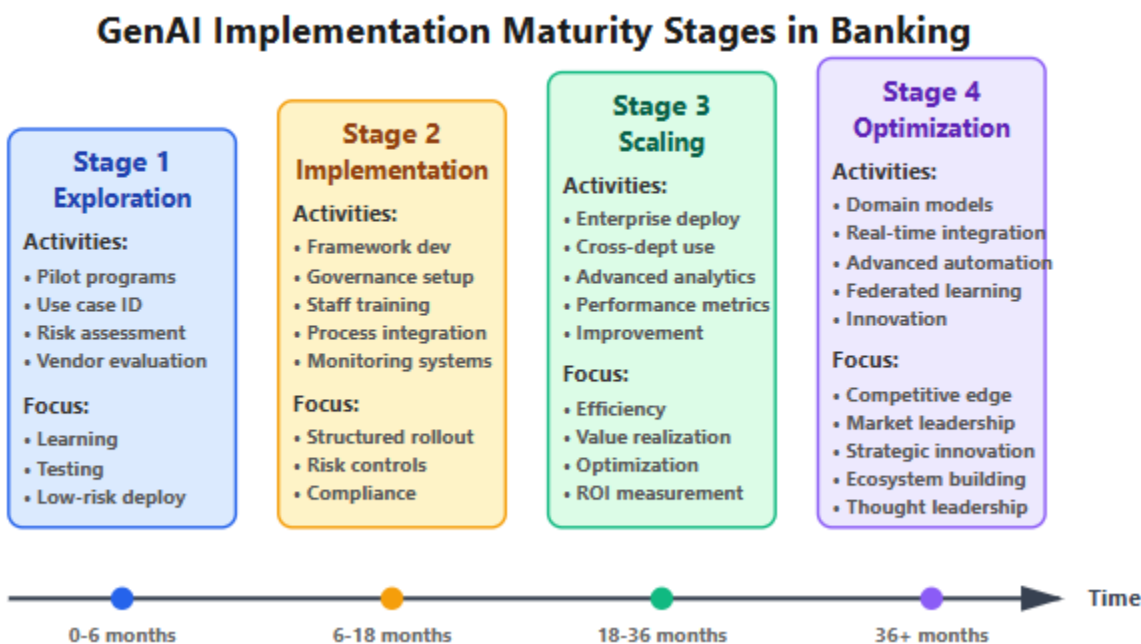 GenAI Implementation Maturity Stages in Banking
Stage 1
Exploration
Activities:
• Pilot programs
• Use case ID
• Risk assessment
• Vendor evaluation
Focus:
• Learning
• Testing
• Low-risk deploy
Stage 2
Implementation
Activities:
• Framework dev
• Governance setup
• Staff training
• Process integration
• Monitoring systems
Focus:
• Structured rollout
• Risk controls
• Compliance
Stage 3
Scaling
Activities:
• Enterprise deploy
• Cross-dept use
• Advanced analytics
• Performance metrics
• Improvement
Focus:
• Efficiency
• Value realization
• Optimization
• ROI measurement
Stage 4
Optimization
Activities:
• Domain models
• Real-time integration
• Advanced automation
• Federated learning
• Innovation
Focus:
• Competitive edge
• Market leadership
• Strategic innovation
• Ecosystem building
• Thought leadership
Time
0-6 months
6-18 months
18-36 months
36+ months